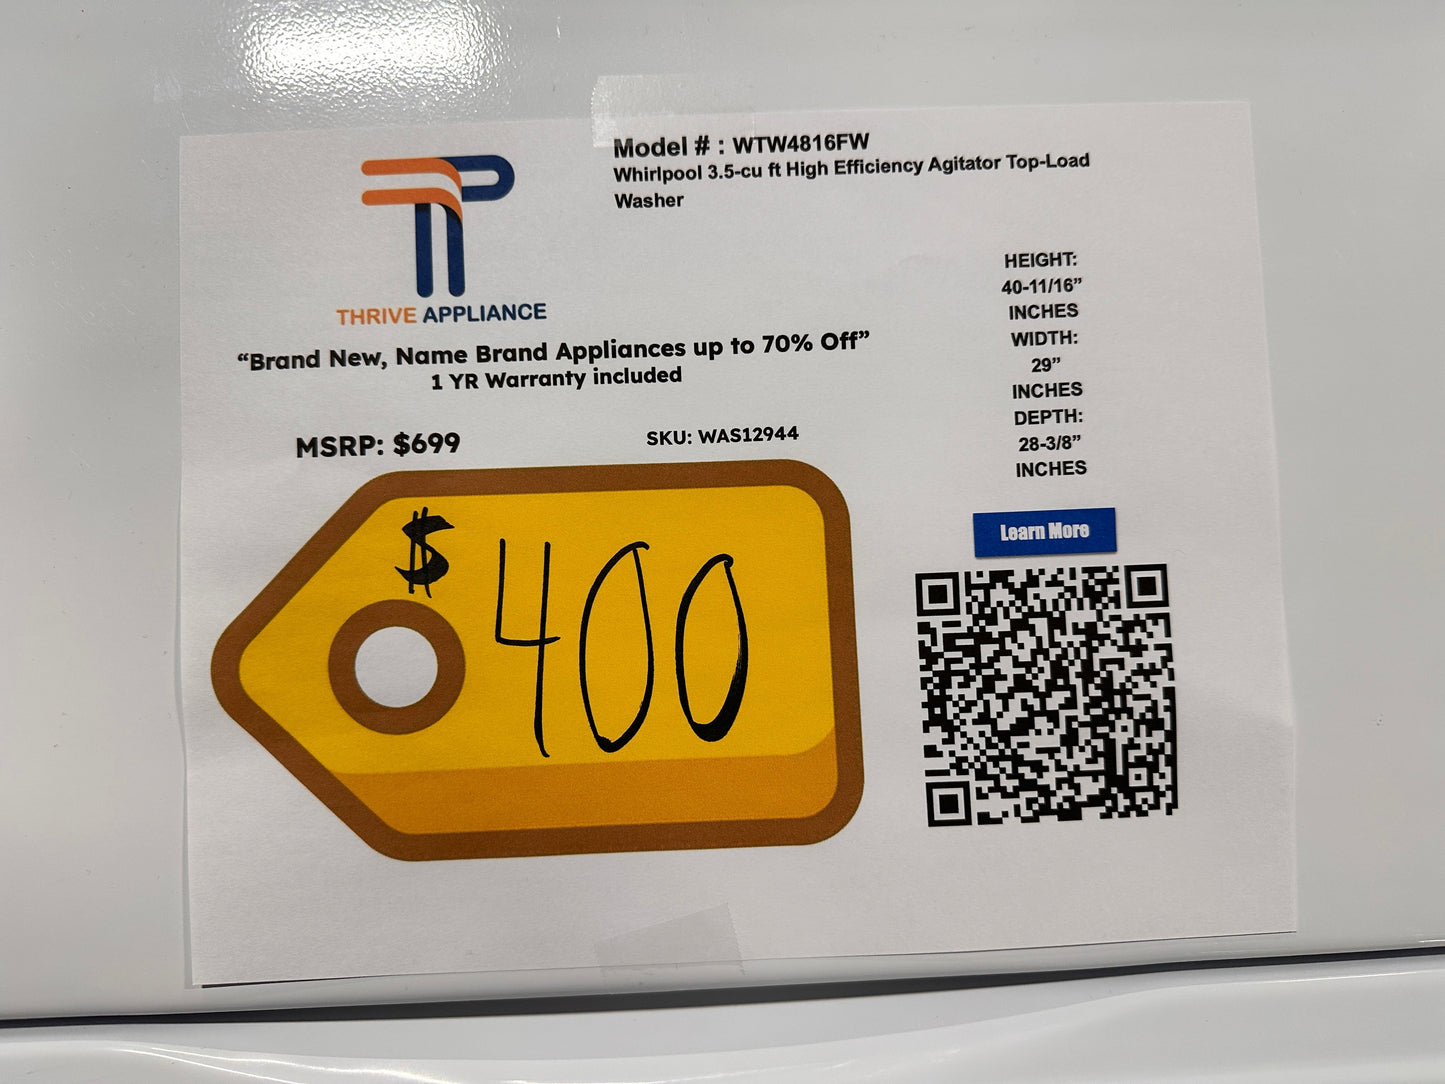 Model # : WTW4816FW
Whirlpool 3.5-cu ft High Efficiency Agitator Top-Load
Washer
THRIVE APPLIANCE
“Brand New, Name Brand Appliances up to 70% Off”
1 YR Warranty included
MSRP: $699
SKU: WAS12944
$400
HEIGHT:
40-11/16”
INCHES
WIDTH:
29”
INCHES
DEPTH:
28-3/8”
INCHES
Learn More